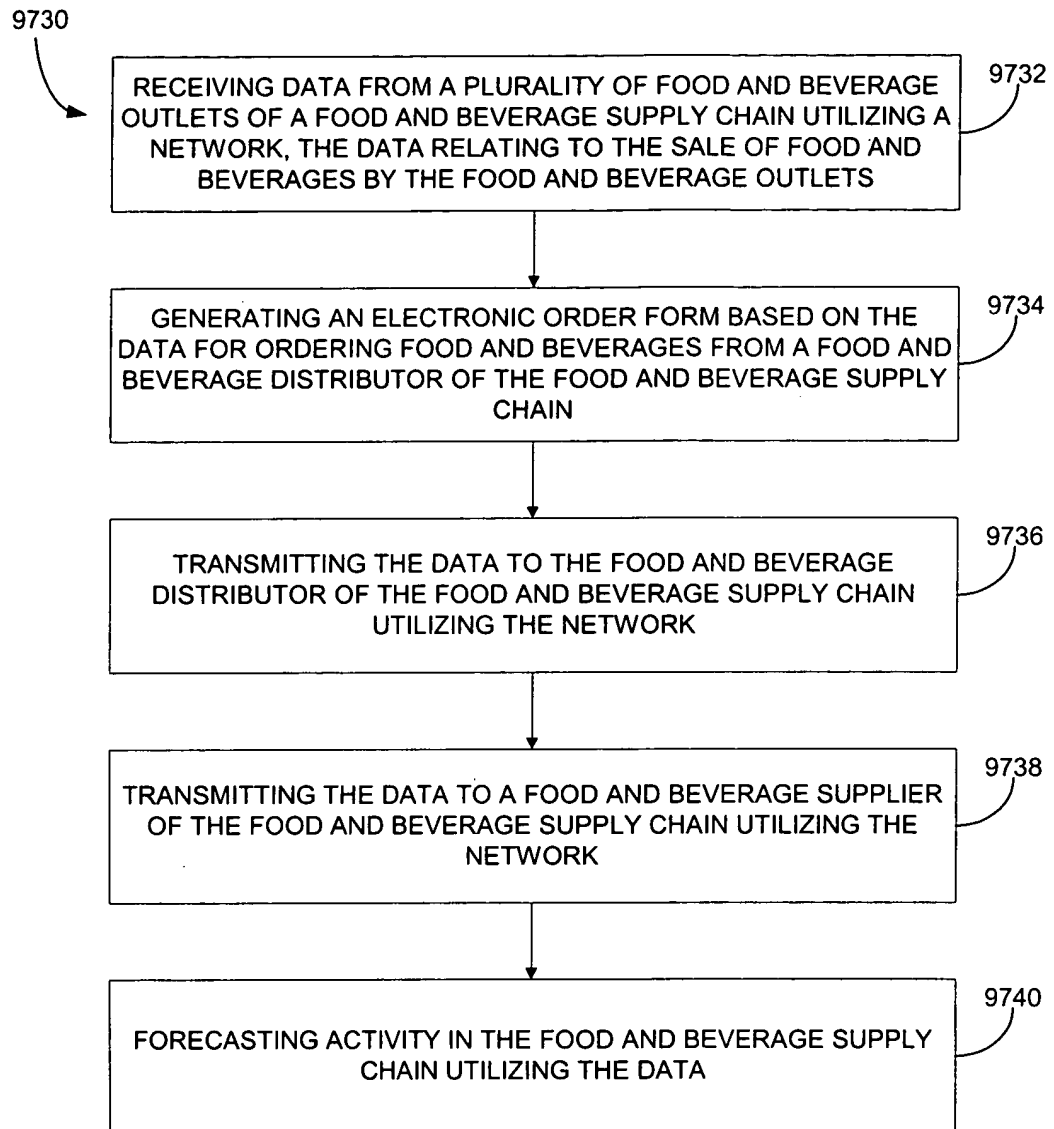 9730
9732
RECEIVING DATA FROM A PLURALITY OF FOOD AND BEVERAGE
OUTLETS OF A FOOD AND BEVERAGE SUPPLY CHAIN UTILIZING A
NETWORK, THE DATA RELATING TO THE SALE OF FOOD AND
BEVERAGES BY THE FOOD AND BEVERAGE OUTLETS
9734
GENERATING AN ELECTRONIC ORDER FORM BASED ON THE
DATA FOR ORDERING FOOD AND BEVERAGES FROM A FOOD AND
BEVERAGE DISTRIBUTOR OF THE FOOD AND BEVERAGE SUPPLY
CHAIN
9736
TRANSMITTING THE DATA TO THE FOOD AND BEVERAGE
DISTRIBUTOR OF THE FOOD AND BEVERAGE SUPPLY CHAIN
UTILIZING THE NETWORK
9738
TRANSMITTING THE DATA TO A FOOD AND BEVERAGE SUPPLIER
OF THE FOOD AND BEVERAGE SUPPLY CHAIN UTILIZING THE
NETWORK
9740
FORECASTING ACTIVITY IN THE FOOD AND BEVERAGE SUPPLY
CHAIN UTILIZING THE DATA